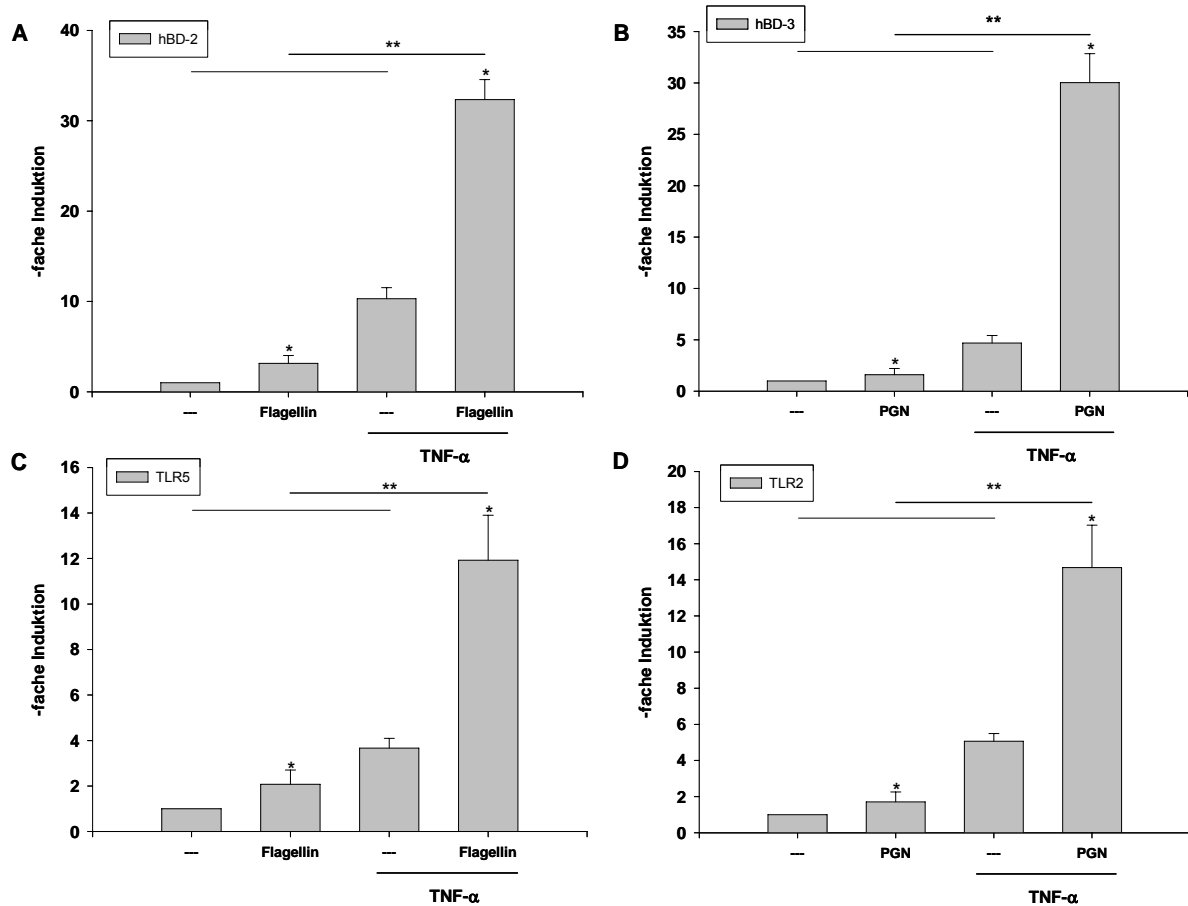 A
hBD-2
**
*
*
-fache Induktion
40
30
20
10
0
---
Flagellin
---
Flagellin
TNF-α
B
hBD-3
**
*
*
-fache Induktion
35
30
25
20
15
10
5
0
---
PGN
---
PGN
TNF-α
C
TLR5
**
*
*
-fache Induktion
16
14
12
10
8
6
4
2
0
---
Flagellin
---
Flagellin
TNF-α
D
TLR2
**
*
*
-fache Induktion
20
18
16
14
12
10
8
6
4
2
0
---
PGN
---
PGN
TNF-α